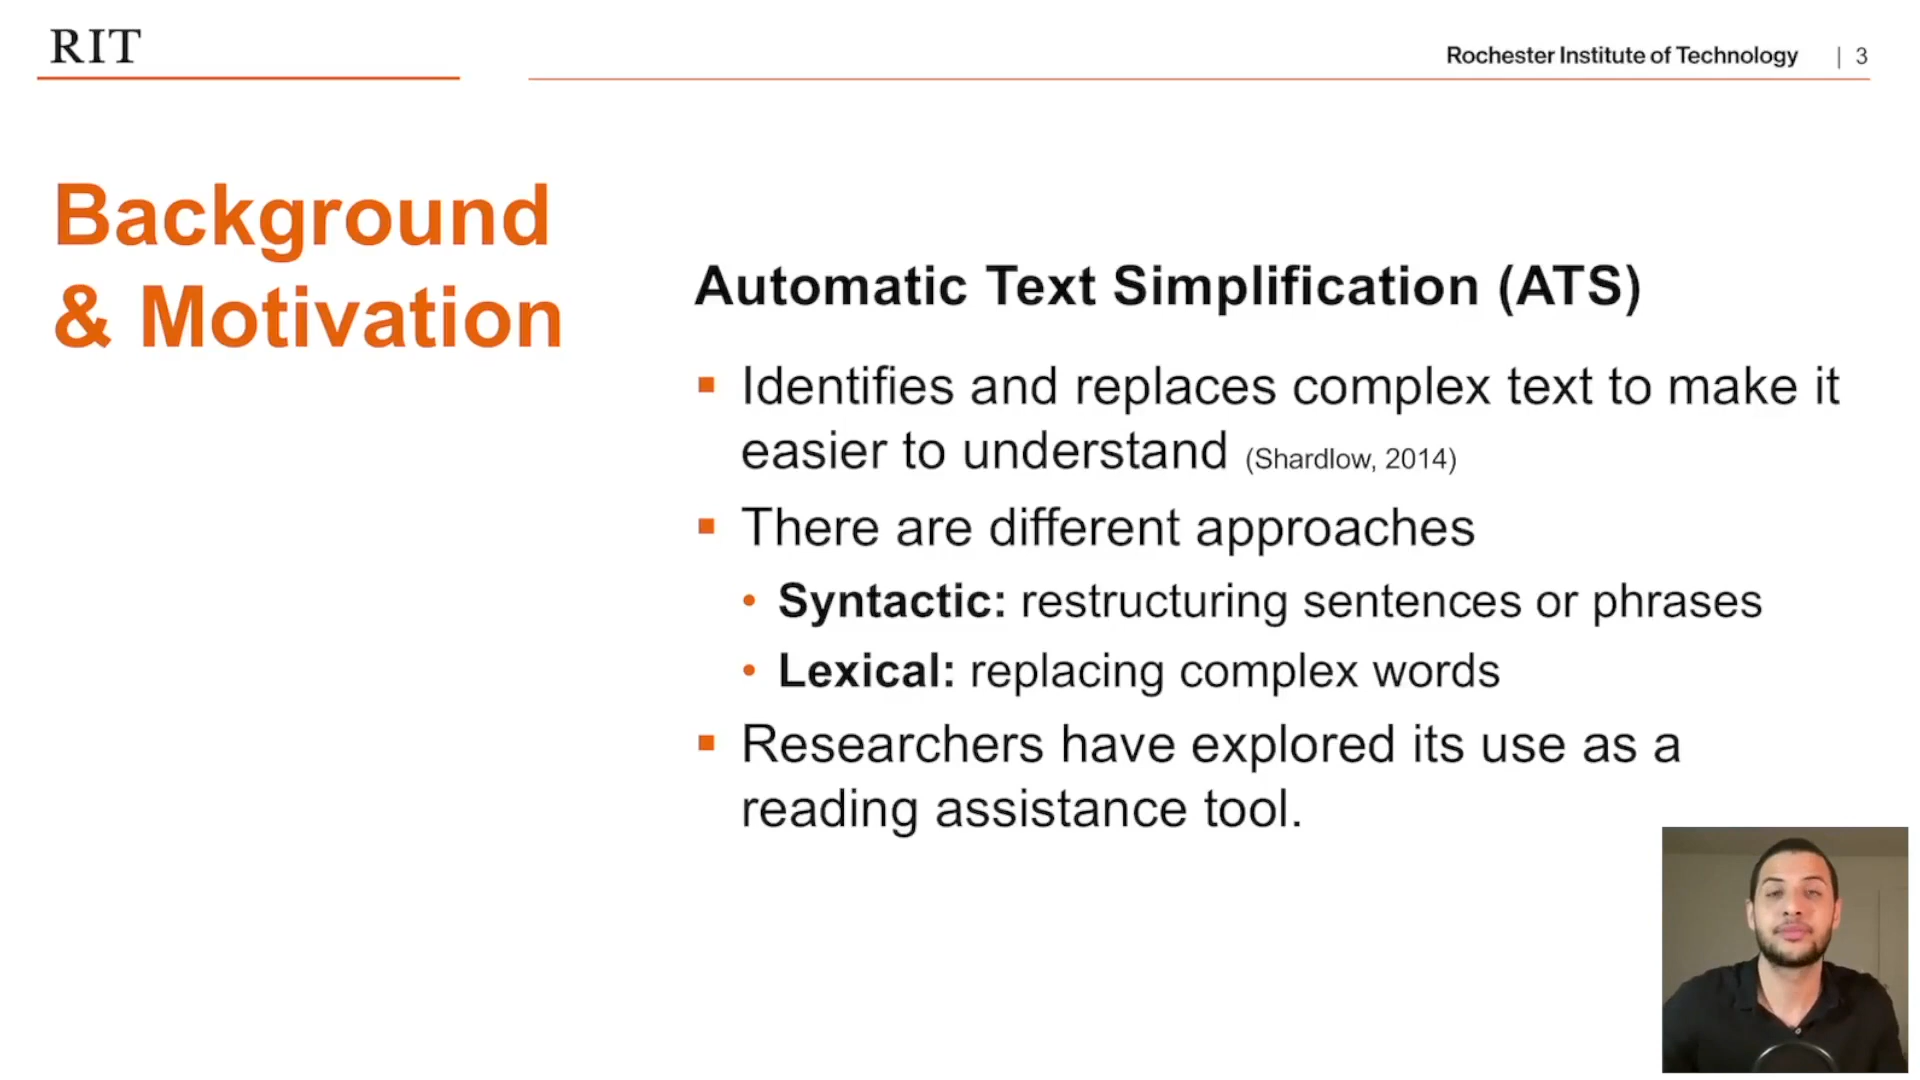 RIT
Rochester Institute of Technology | 3
Background
& Motivation
Automatic Text Simplification (ATS)
▪ Identifies and replaces complex text to make it
easier to understand (Shardlow, 2014)
▪ There are different approaches
• Syntactic: restructuring sentences or phrases
• Lexical: replacing complex words
▪ Researchers have explored its use as a
reading assistance tool.